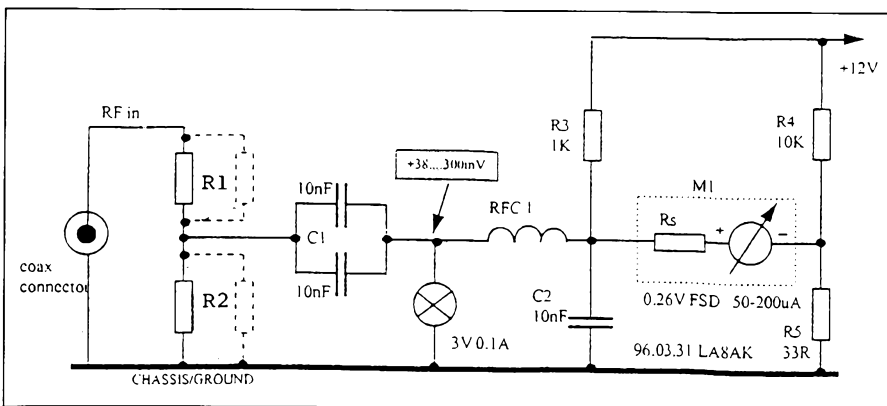 +12V
RF in
R3
1K
R4
10K
R1
+38....300mV
M1
10nF
RFC 1
Rs
+
−
C1
coax
connector
R2
10nF
C2
10nF
0.26V FSD 50-200uA
R5
33R
3V 0.1A
96.03.31 LA8AK
CHASSIS/GROUND